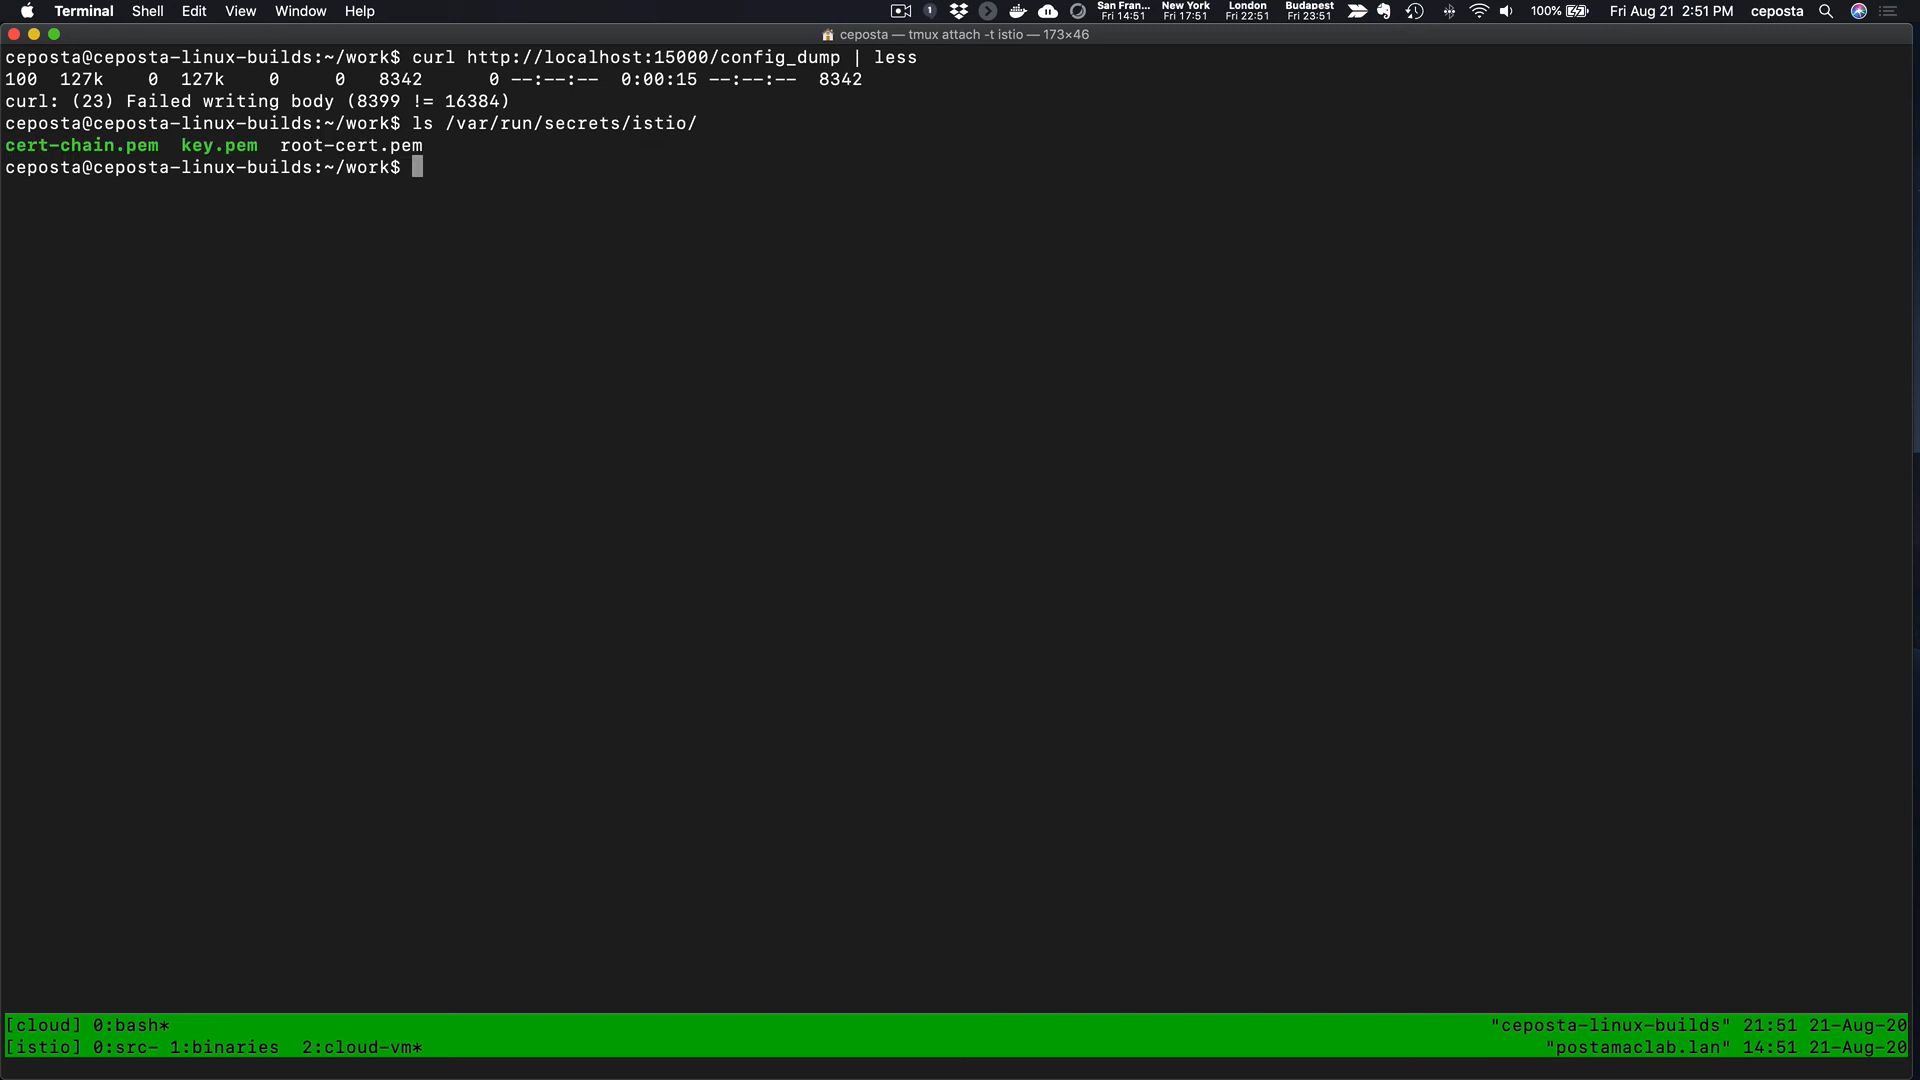 Terminal Shell Edit View Window Help San Fran... Fri 14:51 New York Fri 17:51 London Fri 22:51 Budapest Fri 23:51 100% Fri Aug 21 2:51 PM ceposta
ceposta — tmux attach -t istio — 173×46
ceposta@ceposta-linux-builds:~/work$ curl http://localhost:15000/config_dump | less
100  127k    0  127k    0     0   8342      0 --:--:--  0:00:15 --:--:--  8342
curl: (23) Failed writing body (8399 != 16384)
ceposta@ceposta-linux-builds:~/work$ ls /var/run/secrets/istio/
cert-chain.pem  key.pem  root-cert.pem
ceposta@ceposta-linux-builds:~/work$
[cloud] 0:bash* "ceposta-linux-builds" 21:51 21-Aug-20
[istio] 0:src- 1:binaries  2:cloud-vm* "postamaclab.lan" 14:51 21-Aug-20